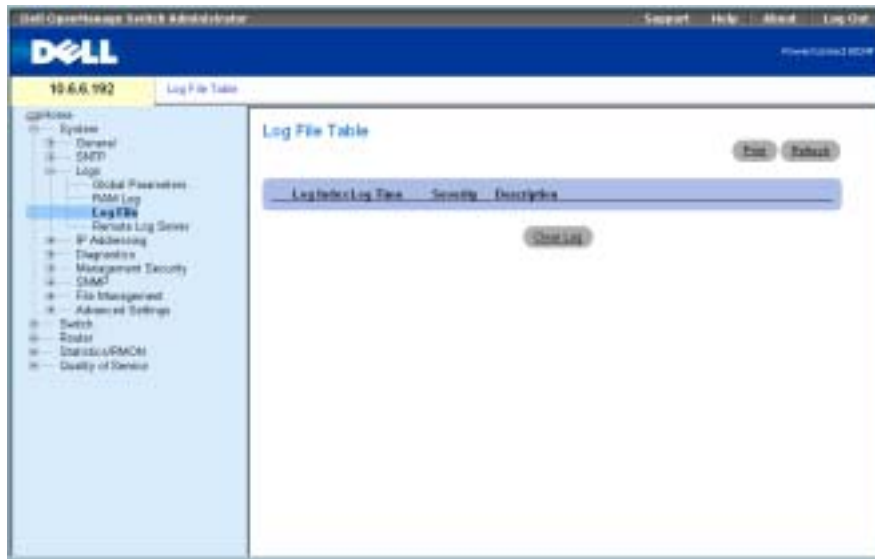 Dell OpenManage Switch Administrator
Support Help About Log Out
DELL
10.6.6.192
Log File Table
Home
System
General
SNTP
Logs
Global Parameters
RAM Log
Log File
Remote Log Server
IP Addressing
Diagnostics
Management Security
SNMP
File Management
Advanced Settings
Switch
Router
Statistics/RMON
Quality of Service
Log File Table
Print Refresh
Log Index Log Time Severity Description
Clear Log